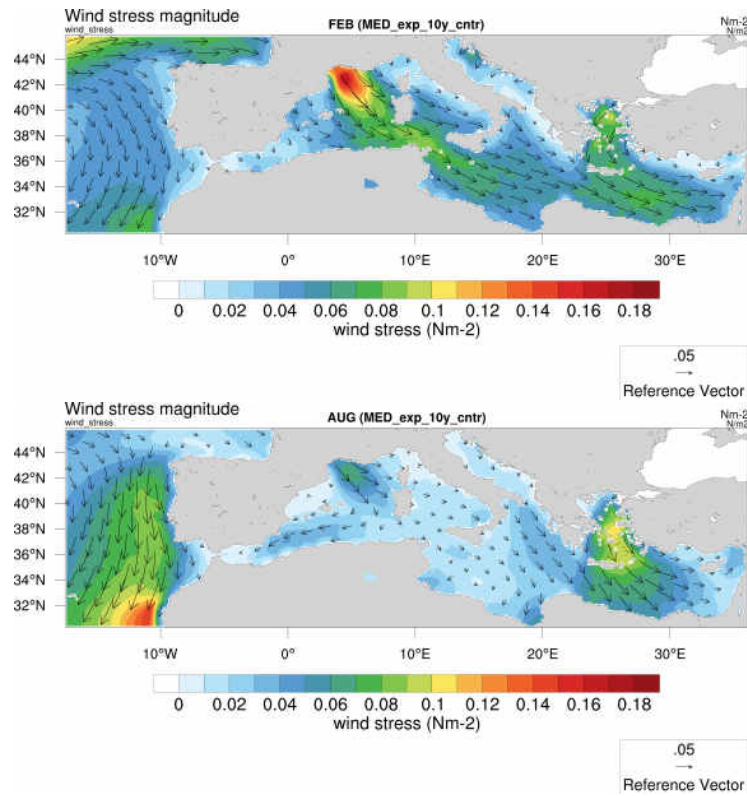 Wind stress magnitude
wind_stress
FEB (MED_exp_10y_cntr)
Nm-2
N/m2
44°N
42°N
40°N
38°N
36°N
34°N
32°N
10°W 0° 10°E 20°E 30°E
0 0.02 0.04 0.06 0.08 0.1 0.12 0.14 0.16 0.18
wind stress (Nm-2)
.05
Reference Vector
Wind stress magnitude
wind_stress
AUG (MED_exp_10y_cntr)
Nm-2
N/m2
44°N
42°N
40°N
38°N
36°N
34°N
32°N
10°W 0° 10°E 20°E 30°E
0 0.02 0.04 0.06 0.08 0.1 0.12 0.14 0.16 0.18
wind stress (Nm-2)
.05
Reference Vector